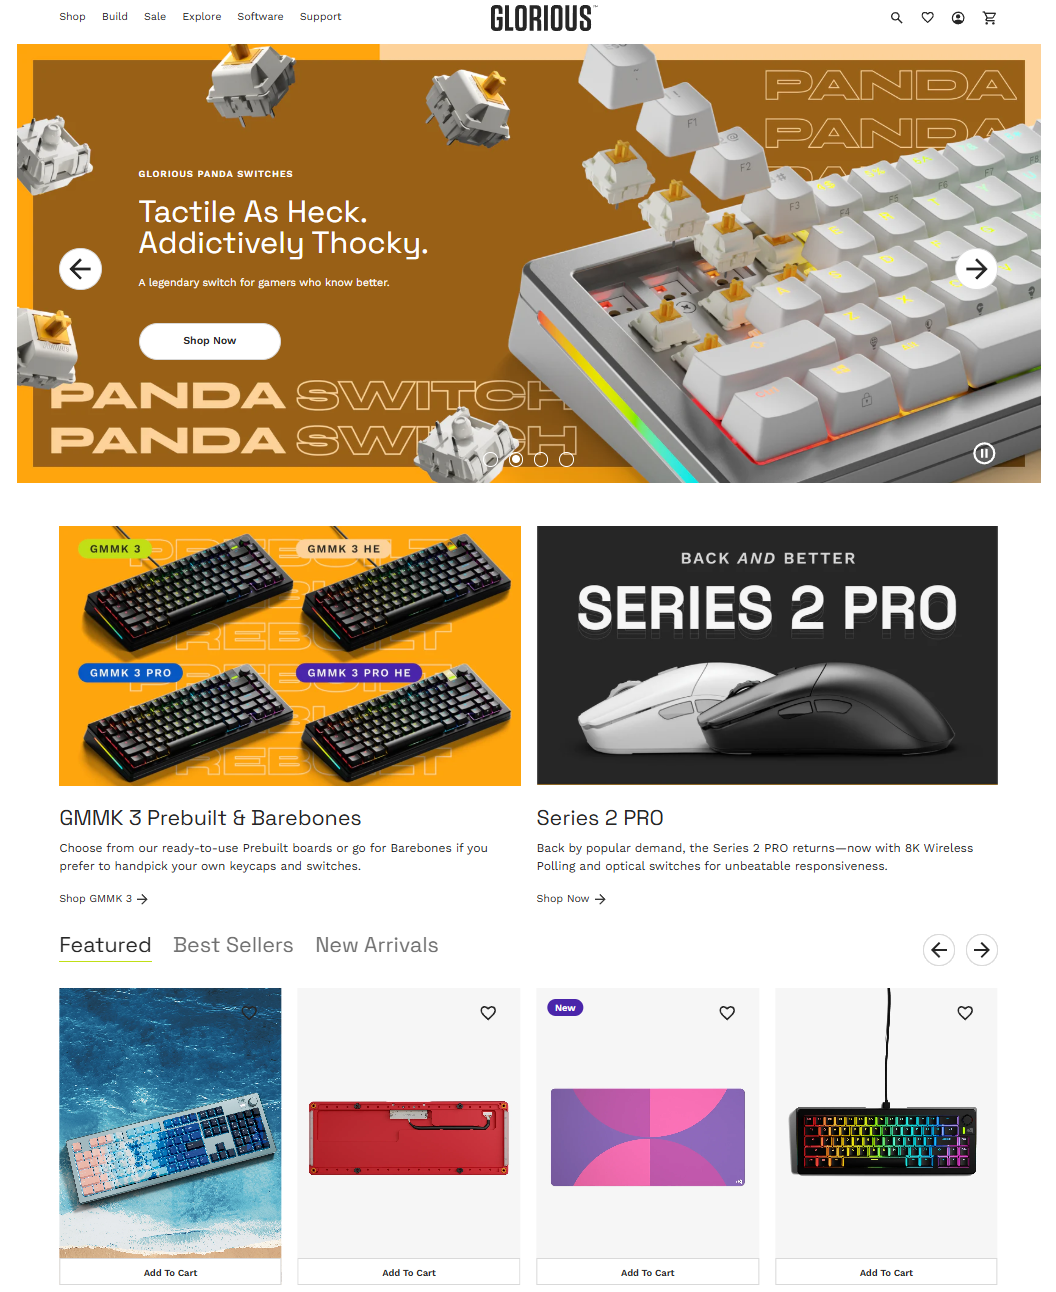 Shop Build Sale Explore Software Support
GLORIOUS
PANDA
PANDA
GLORIOUS PANDA SWITCHES
Tactile As Heck.
Addictively Thocky.
A legendary switch for gamers who know better.
Shop Now
F1
F2
F3
F4
PANDA SWITCH
PANDA SWITCH
GMMK 3
GMMK 3 HE
REBUILT
GMMK 3 PRO
GMMK 3 PRO HE
REBUILT
BACK AND BETTER
SERIES 2 PRO
GMMK 3 Prebuilt & Barebones
Choose from our ready-to-use Prebuilt boards or go for Barebones if you
prefer to handpick your own keycaps and switches.
Shop GMMK 3
Series 2 PRO
Back by popular demand, the Series 2 PRO returns—now with 8K Wireless
Polling and optical switches for unbeatable responsiveness.
Shop Now
Featured Best Sellers New Arrivals
New
Add To Cart
Add To Cart
Add To Cart
Add To Cart